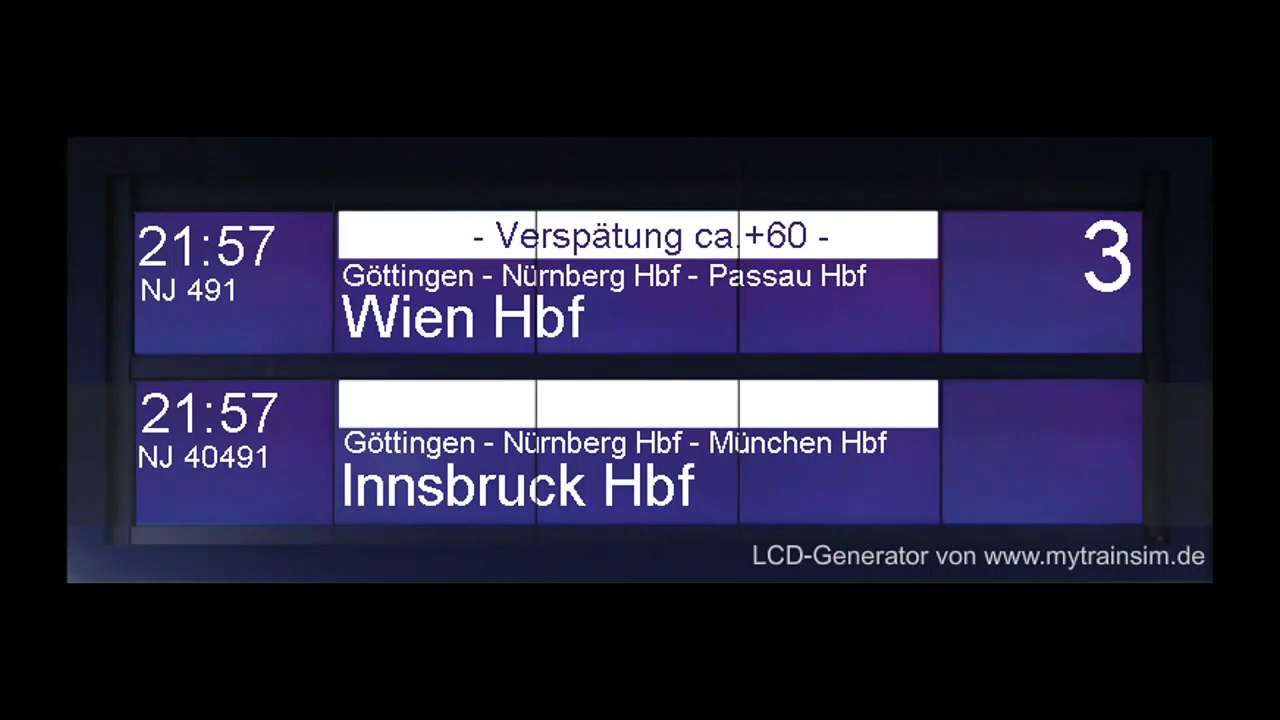 - Verspätung ca.+60 -
21:57
3
Göttingen - Nürnberg Hbf - Passau Hbf
NJ 491
Wien Hbf
21:57
Göttingen - Nürnberg Hbf - München Hbf
NJ 40491
Innsbruck Hbf
LCD-Generator von www.mytrainsim.de